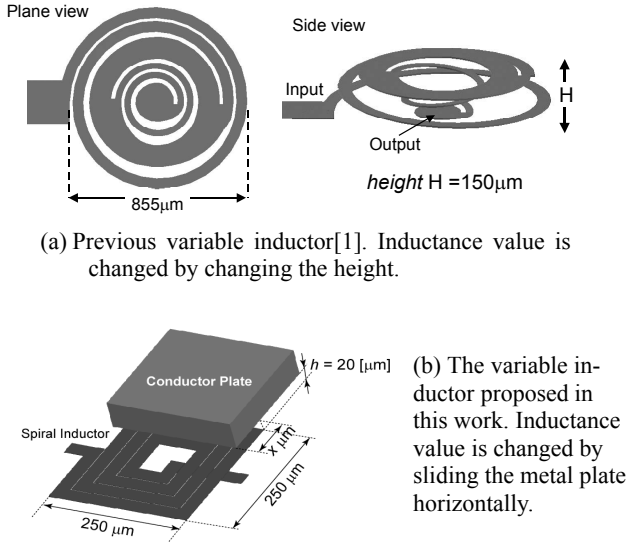 Plane view
Side view
Input
H
Output
855μm
height H =150μm
(a) Previous variable inductor[1]. Inductance value is
changed by changing the height.
Conductor Plate
h = 20 [μm]
Spiral Inductor
x μm
250 μm
250 μm
(b) The variable in-
ductor proposed in
this work. Inductance
value is changed by
sliding the metal plate
horizontally.